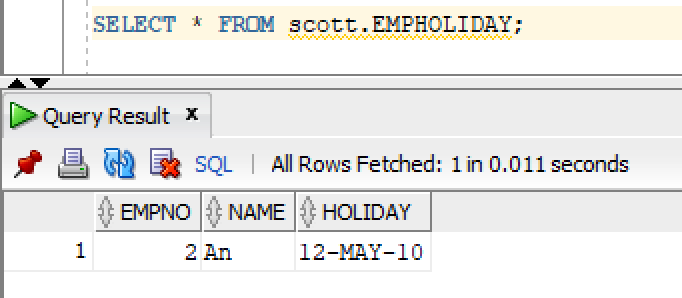 SELECT * FROM scott.EMPHOLIDAY;
Query Result x
SQL | All Rows Fetched: 1 in 0.011 seconds
EMPNO NAME HOLIDAY
1 2 An 12-MAY-10